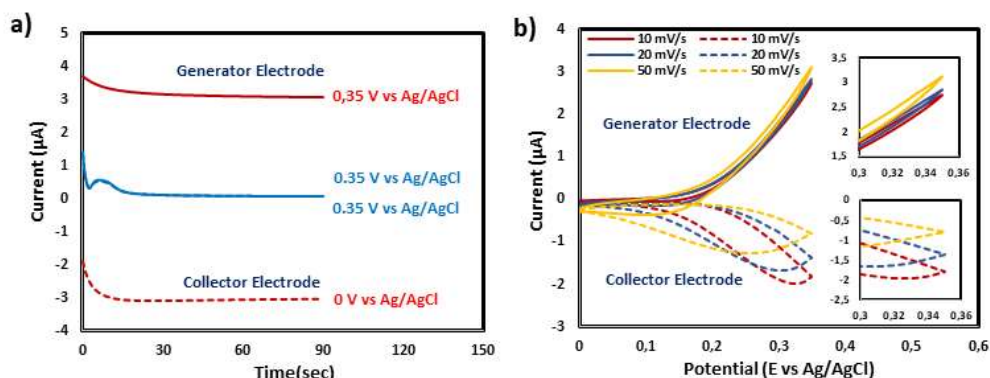 a)
5
4
3
2
1
0
-1
-2
-3
-4
Current (µA)
Generator Electrode
0,35 V vs Ag/AgCl
0.35 V vs Ag/AgCl
0.35 V vs Ag/AgCl
Collector Electrode
0 V vs Ag/AgCl
0 30 60 90 120 150
Time(sec)
b)
4
3
2
1
0
-1
-2
-3
Current (µA)
10 mV/s 10 mV/s
20 mV/s 20 mV/s
50 mV/s 50 mV/s
Generator Electrode
Collector Electrode
3,5
3
2,5
2
1,5
0,3 0,32 0,34 0,36
0
-0,5
-1
-1,5
-2
-2,5
0,3 0,32 0,34 0,36
0 0,1 0,2 0,3 0,4 0,5 0,6
Potential (E vs Ag/AgCl)